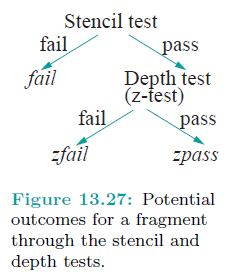 Stencil test
fail pass
fail Depth test
(z-test)
fail pass
zfail zpass
Figure 13.27: Potential
outcomes for a fragment
through the stencil and
depth tests.